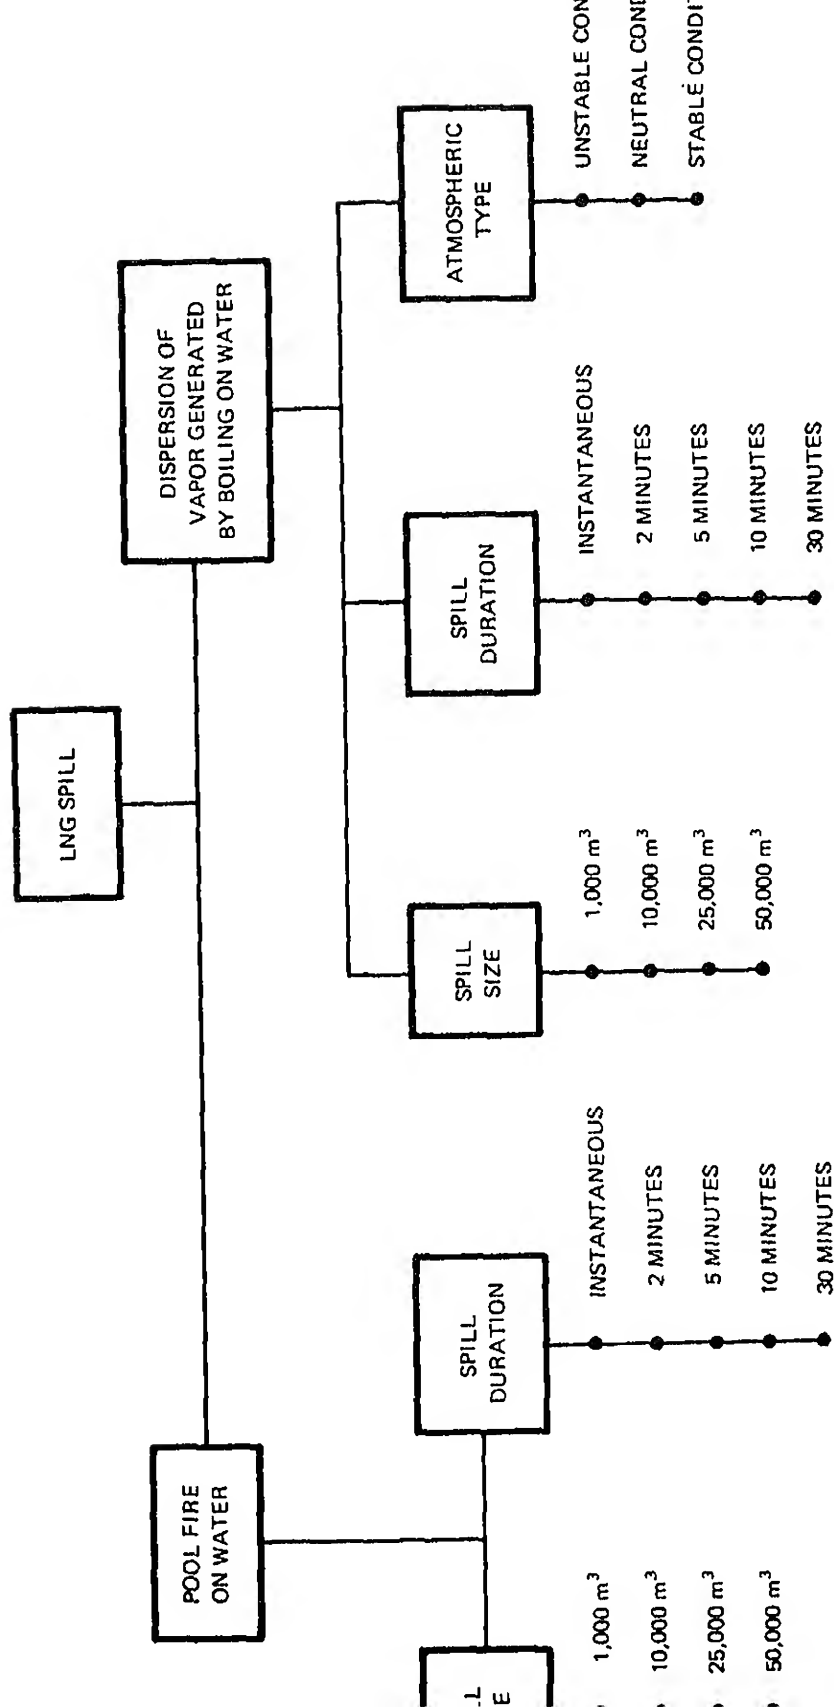 LNG SPILL
POOL FIRE
ON WATER
DISPERSION OF
VAPOR GENERATED
BY BOILING ON WATER
SPILL
DURATION
SPILL
SIZE
SPILL
DURATION
ATMOSPHERIC
TYPE
1,000 m³
10,000 m³
25,000 m³
50,000 m³
INSTANTANEOUS
2 MINUTES
5 MINUTES
10 MINUTES
30 MINUTES
1,000 m³
10,000 m³
25,000 m³
50,000 m³
INSTANTANEOUS
2 MINUTES
5 MINUTES
10 MINUTES
30 MINUTES
UNSTABLE
NEUTRAL
STABLE